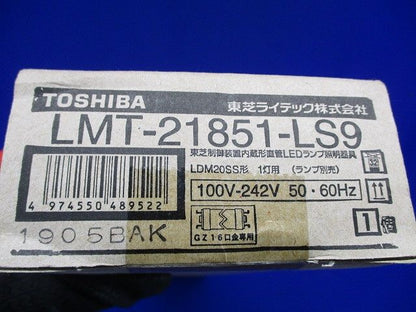 TOSHIBA 東芝ライテック株式会社
LMT-21851-LS9
東芝制御装置内蔵形直管LEDランプ照明器具
LDM20SS形 1灯用 (ランプ別売)
100V-242V 50・60Hz
4 974550 489522
1905BAK
GZ16口金専用
1個